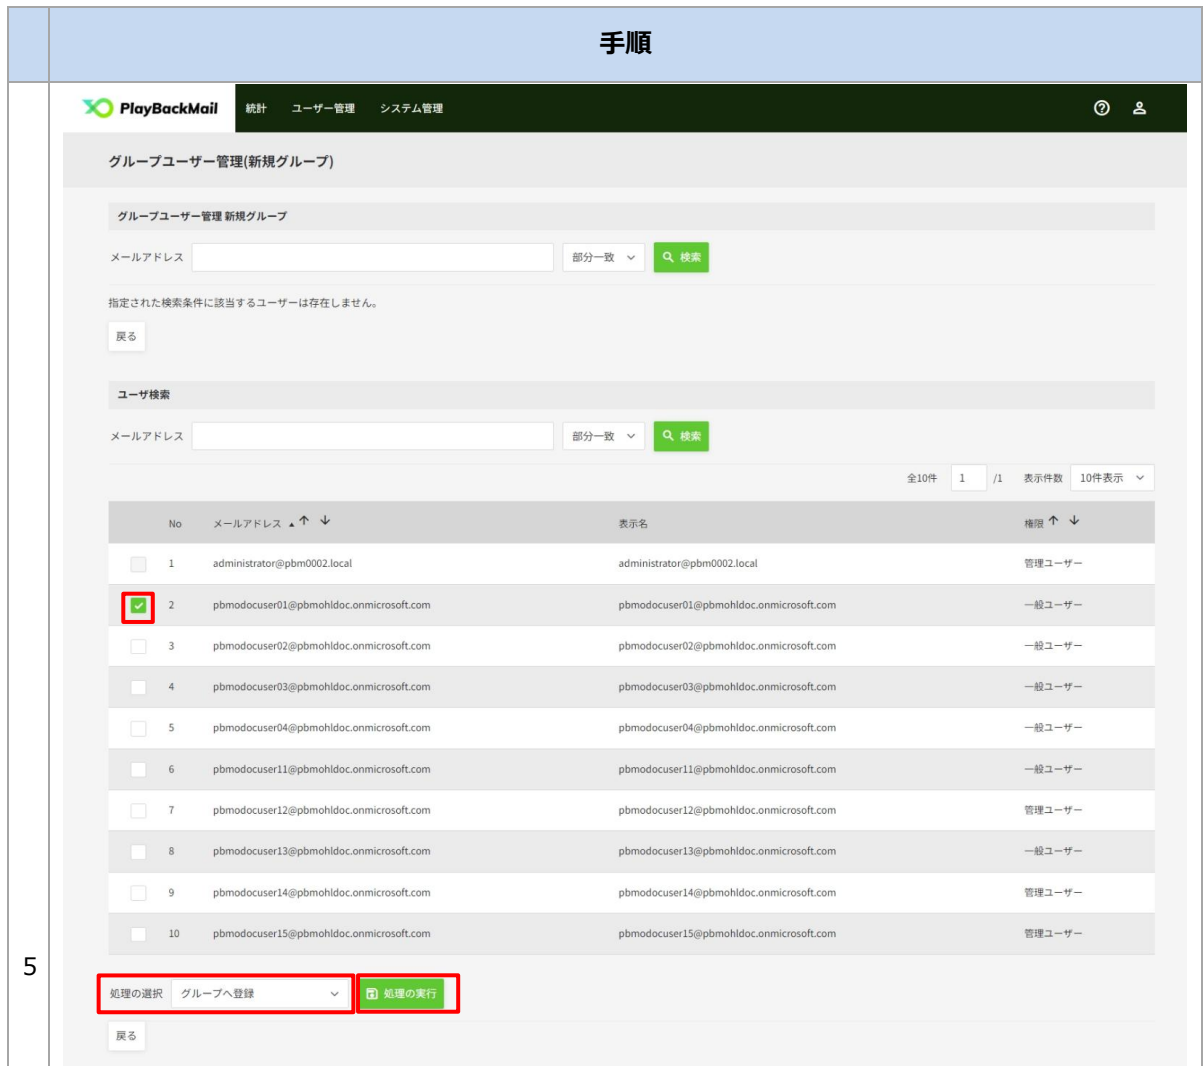 手順
PlayBackMail 統計 ユーザー管理 システム管理
グループユーザー管理(新規グループ)
グループユーザー管理 新規グループ
メールアドレス 部分一致 検索
指定された検索条件に該当するユーザーは存在しません。
戻る
ユーザ検索
メールアドレス 部分一致 検索
全10件 1 /1 表示件数 10件表示
No メールアドレス ▲ ↑ ↓ 表示名 権限 ↑ ↓
1 administrator@pbm0002.local administrator@pbm0002.local 管理ユーザー
2 pbmodocuser01@pbmohldoc.onmicrosoft.com pbmodocuser01@pbmohldoc.onmicrosoft.com 一般ユーザー
3 pbmodocuser02@pbmohldoc.onmicrosoft.com pbmodocuser02@pbmohldoc.onmicrosoft.com 一般ユーザー
4 pbmodocuser03@pbmohldoc.onmicrosoft.com pbmodocuser03@pbmohldoc.onmicrosoft.com 一般ユーザー
5 pbmodocuser04@pbmohldoc.onmicrosoft.com pbmodocuser04@pbmohldoc.onmicrosoft.com 一般ユーザー
6 pbmodocuser11@pbmohldoc.onmicrosoft.com pbmodocuser11@pbmohldoc.onmicrosoft.com 一般ユーザー
7 pbmodocuser12@pbmohldoc.onmicrosoft.com pbmodocuser12@pbmohldoc.onmicrosoft.com 管理ユーザー
8 pbmodocuser13@pbmohldoc.onmicrosoft.com pbmodocuser13@pbmohldoc.onmicrosoft.com 一般ユーザー
9 pbmodocuser14@pbmohldoc.onmicrosoft.com pbmodocuser14@pbmohldoc.onmicrosoft.com 管理ユーザー
10 pbmodocuser15@pbmohldoc.onmicrosoft.com pbmodocuser15@pbmohldoc.onmicrosoft.com 管理ユーザー
5
処理の選択 グループへ登録 処理の実行
戻る